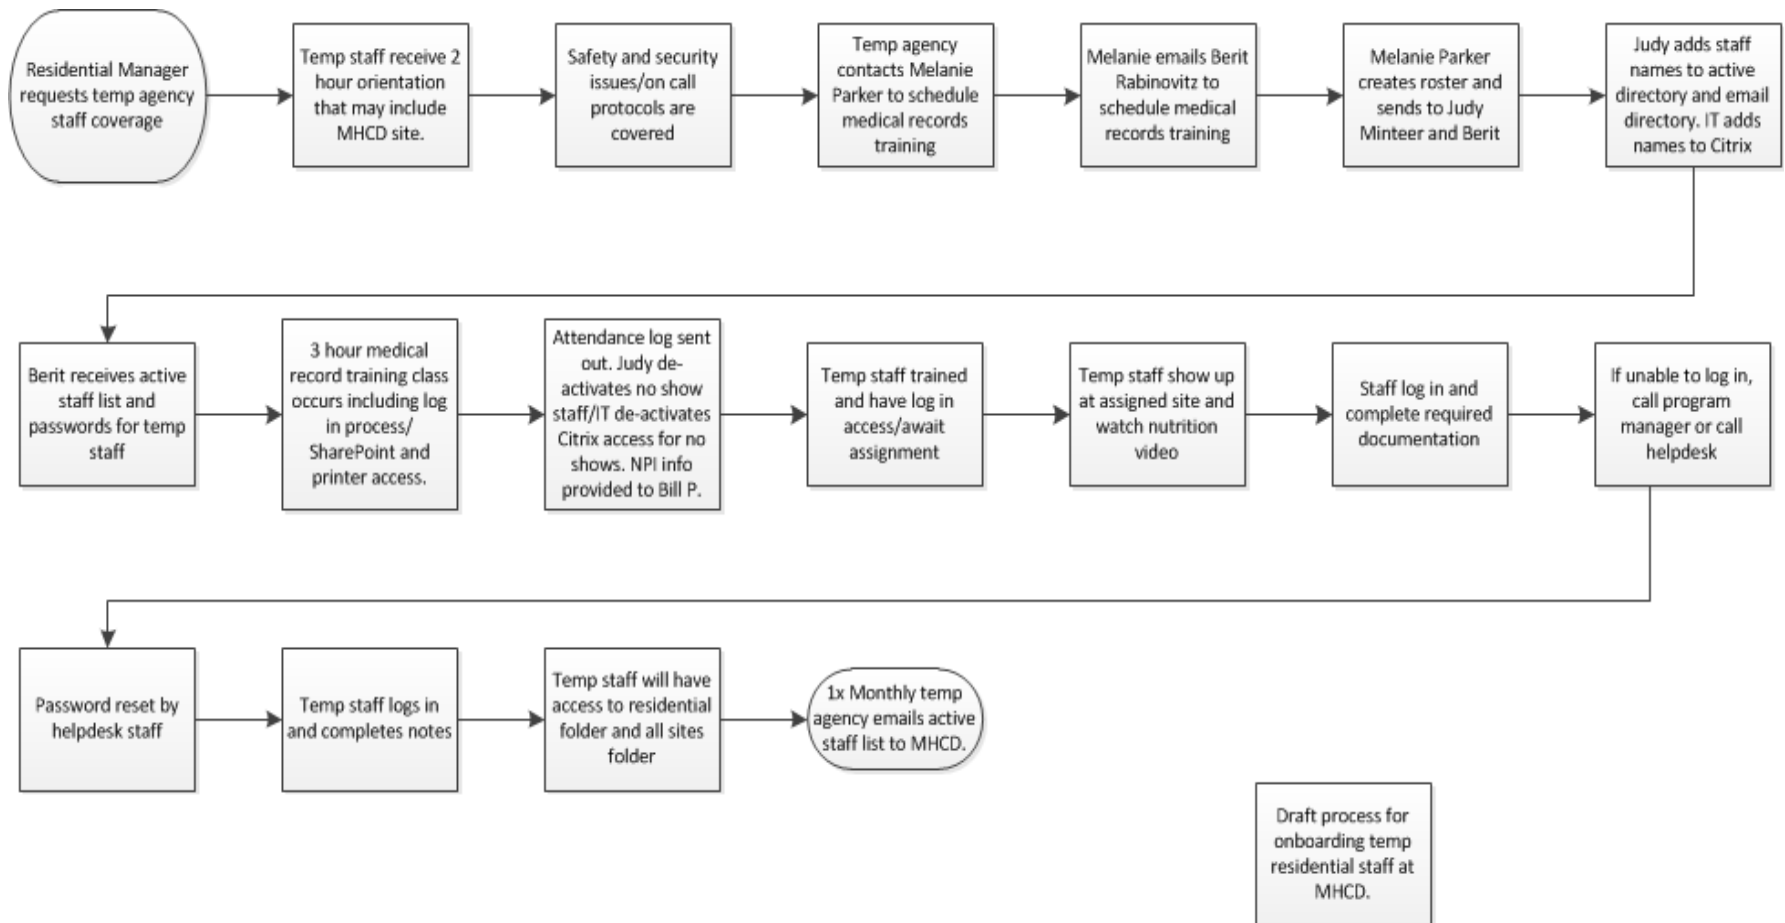 Residential Manager
requests temp agency
staff coverage
Temp staff receive 2
hour orientation
that may include
MHCD site.
Safety and security
issues/on call
protocols are
covered
Temp agency
contacts Melanie
Parker to schedule
medical records
training
Melanie emails Berit
Rabinovitz to
schedule medical
records training
Melanie Parker
creates roster and
sends to Judy
Minteer and Berit
Judy adds staff
names to active
directory and email
directory. IT adds
names to Citrix
Berit receives active
staff list and
passwords for temp
staff
3 hour medical
record training class
occurs including log
in process/
SharePoint and
printer access.
Attendance log sent
out. Judy de-
activates no show
staff/IT de-activates
Citrix access for no
shows. NPI info
provided to Bill P.
Temp staff trained
and have log in
access/await
assignment
Temp staff show up
at assigned site and
watch nutrition
video
Staff log in and
complete required
documentation
If unable to log in,
call program
manager or call
helpdesk
Password reset by
helpdesk staff
Temp staff logs in
and completes notes
Temp staff will have
access to residential
folder and all sites
folder
1x Monthly temp
agency emails active
staff list to MHCD.
Draft process for
onboarding temp
residential staff at
MHCD.